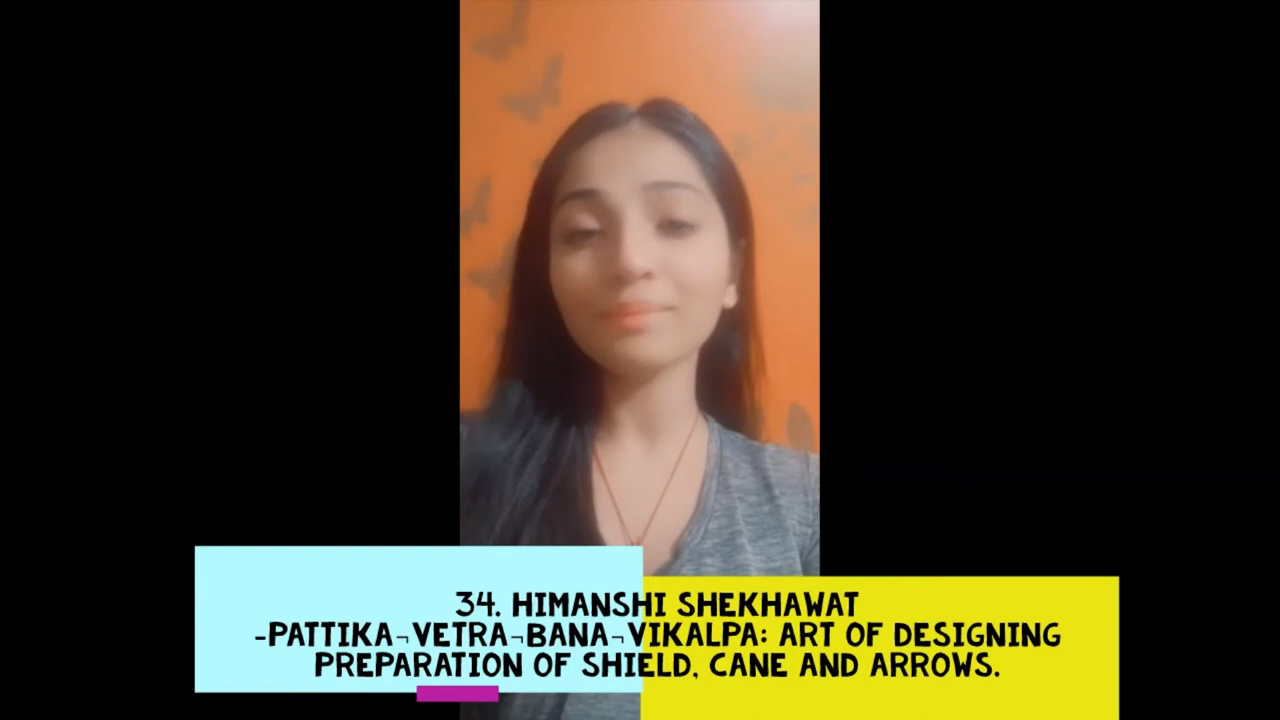 34. HIMANSHI SHEKHAWAT
-PATTIKA¬VETRA¬BANA¬VIKALPA: ART OF DESIGNING
PREPARATION OF SHIELD, CANE AND ARROWS.